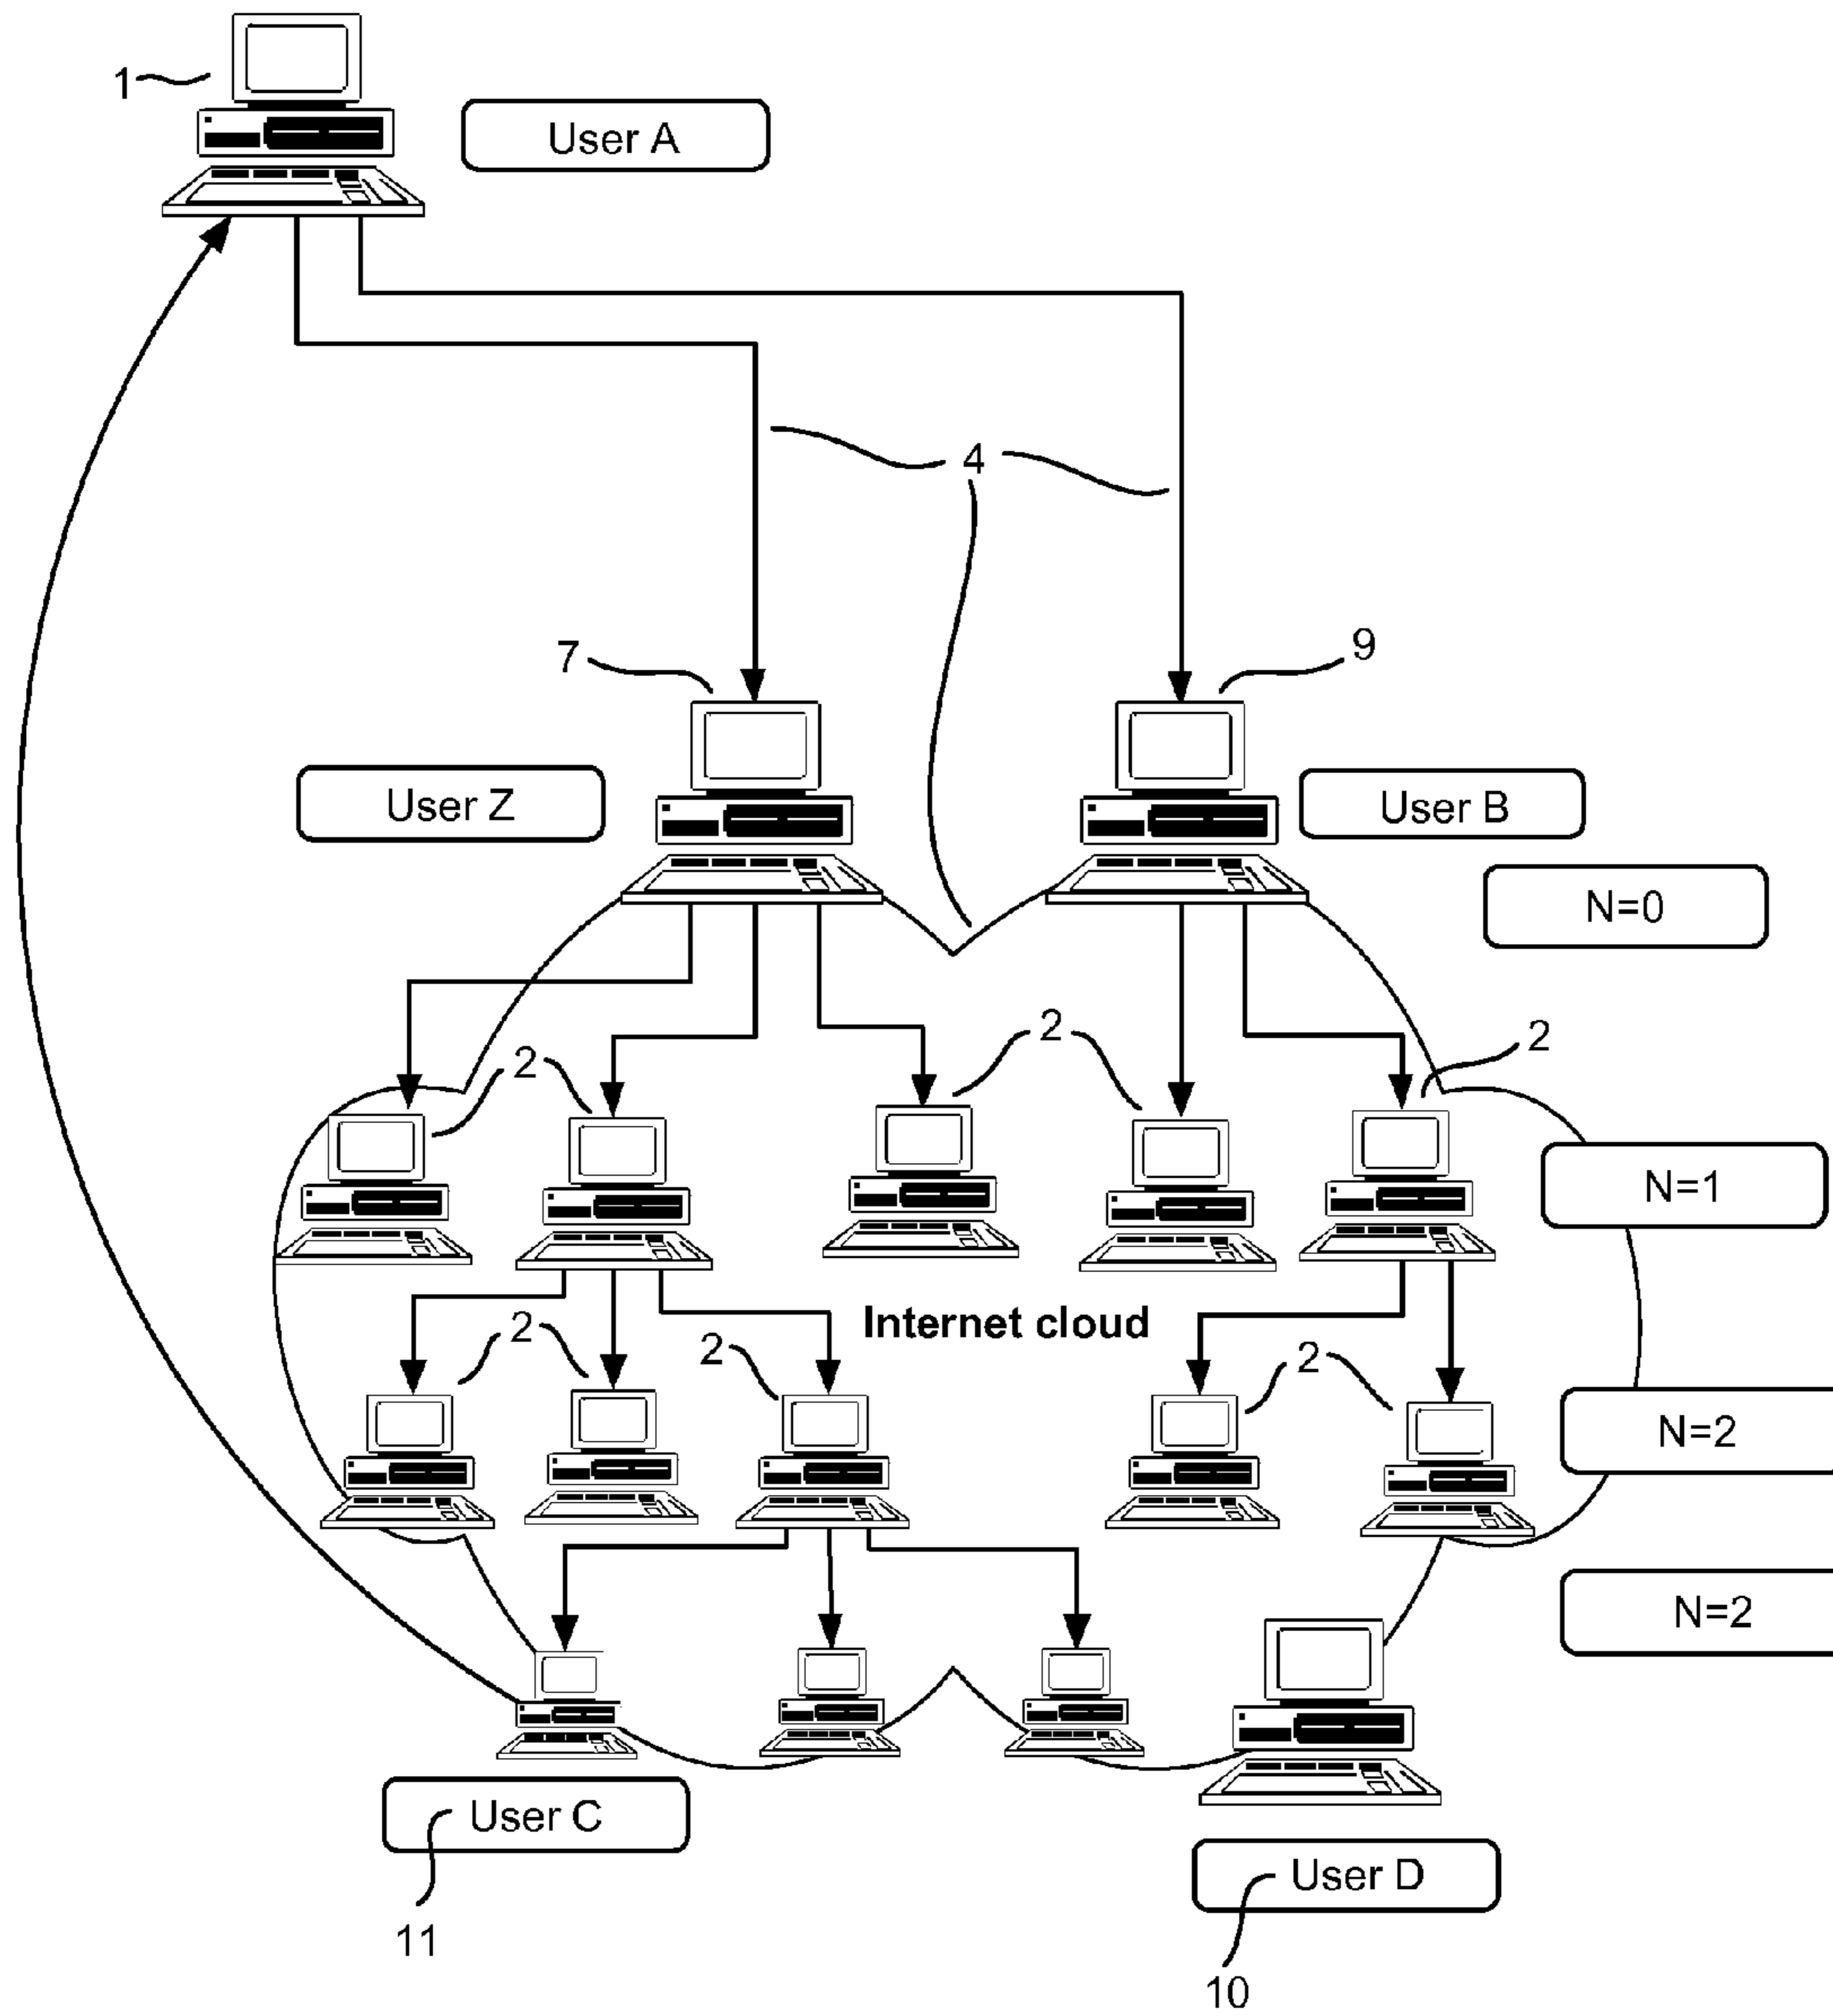 1
User A
4
7
9
User Z
User B
N=0
2
2
2
N=1
Internet cloud
2
2
2
N=2
N=2
User C
User D
11
10